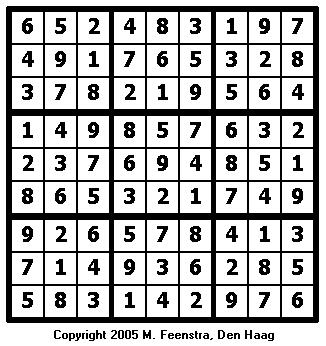 6 5 2 4 8 3 1 9 7
4 9 1 7 6 5 3 2 8
3 7 8 2 1 9 5 6 4
1 4 9 8 5 7 6 3 2
2 3 7 6 9 4 8 5 1
8 6 5 3 2 1 7 4 9
9 2 6 5 7 8 4 1 3
7 1 4 9 3 6 2 8 5
5 8 3 1 4 2 9 7 6
Copyright 2005 M. Feenstra, Den Haag